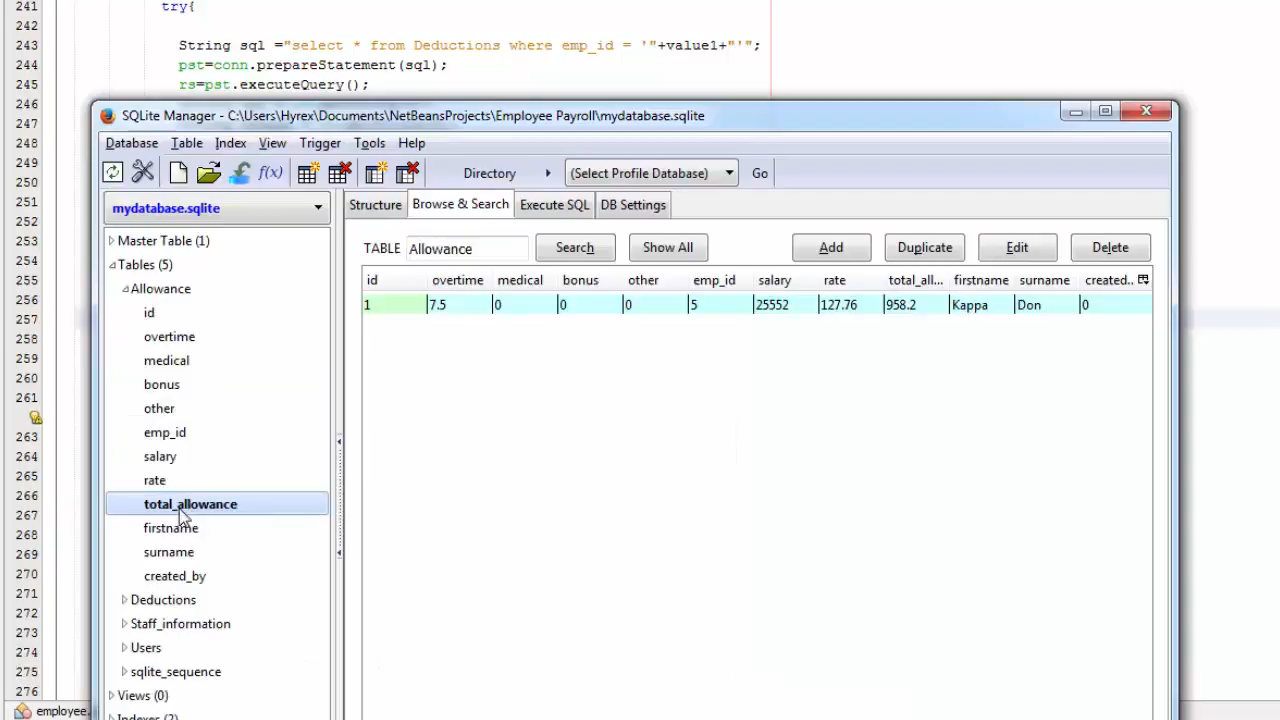 241 try{
242
243 String sql ="select * from Deductions where emp_id = '"+value1+"'";
244 pst=conn.prepareStatement(sql);
245 rs=pst.executeQuery();
246
247
248
249
250
251
252
253
254
255
256
257
258
259
260
261
263
264
265
266
267
268
269
270
271
272
273
274
275
276
SQLite Manager - C:\Users\Hyrex\Documents\NetBeansProjects\Employee Payroll\mydatabase.sqlite
Database Table Index View Trigger Tools Help
f(x) Directory (Select Profile Database) Go
mydatabase.sqlite
Master Table (1)
Tables (5)
Allowance
id
overtime
medical
bonus
other
emp_id
salary
rate
total_allowance
firstname
surname
created_by
Deductions
Staff_information
Users
sqlite_sequence
Views (0)
Indexes (2)
Structure Browse & Search Execute SQL DB Settings
TABLE Allowance Search Show All Add Duplicate Edit Delete
id overtime medical bonus other emp_id salary rate total_all... firstname surname created..
1 7.5 0 0 0 5 25552 127.76 958.2 Kappa Don 0
employee.